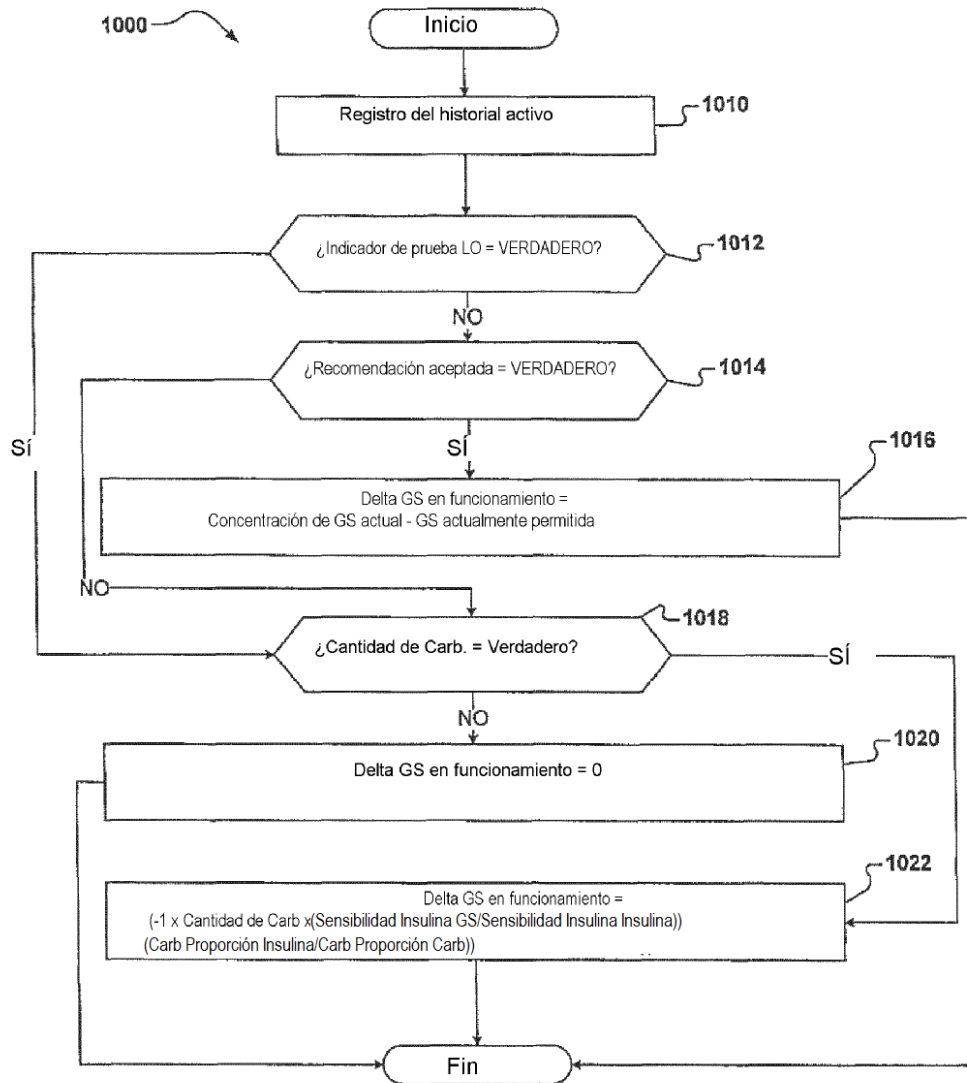 1000
Inicio
Registro del historial activo
1010
¿Indicador de prueba LO = VERDADERO?
1012
NO
¿Recomendación aceptada = VERDADERO?
1014
Sí
SÍ
1016
Delta GS en funcionamiento =
Concentración de GS actual - GS actualmente permitida
NO
1018
¿Cantidad de Carb. = Verdadero?
SÍ
NO
1020
Delta GS en funcionamiento = 0
1022
Delta GS en funcionamiento =
(-1 x Cantidad de Carb x(Sensibilidad Insulina GS/Sensibilidad Insulina Insulina))
(Carb Proporción Insulina/Carb Proporción Carb))
Fin